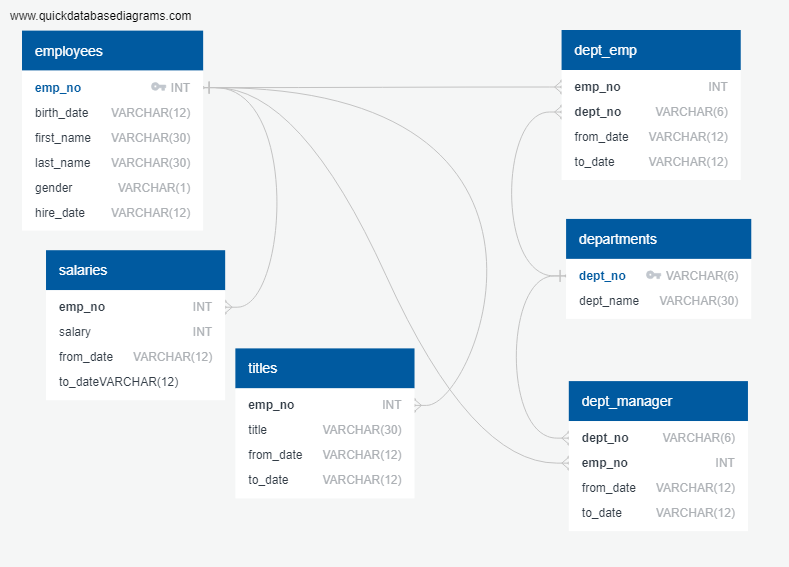 www.quickdatabasediagrams.com
employees
emp_no INT
birth_date VARCHAR(12)
first_name VARCHAR(30)
last_name VARCHAR(30)
gender VARCHAR(1)
hire_date VARCHAR(12)
salaries
emp_no INT
salary INT
from_date VARCHAR(12)
to_dateVARCHAR(12)
titles
emp_no INT
title VARCHAR(30)
from_date VARCHAR(12)
to_date VARCHAR(12)
dept_emp
emp_no INT
dept_no VARCHAR(6)
from_date VARCHAR(12)
to_date VARCHAR(12)
departments
dept_no VARCHAR(6)
dept_name VARCHAR(30)
dept_manager
dept_no VARCHAR(6)
emp_no INT
from_date VARCHAR(12)
to_date VARCHAR(12)